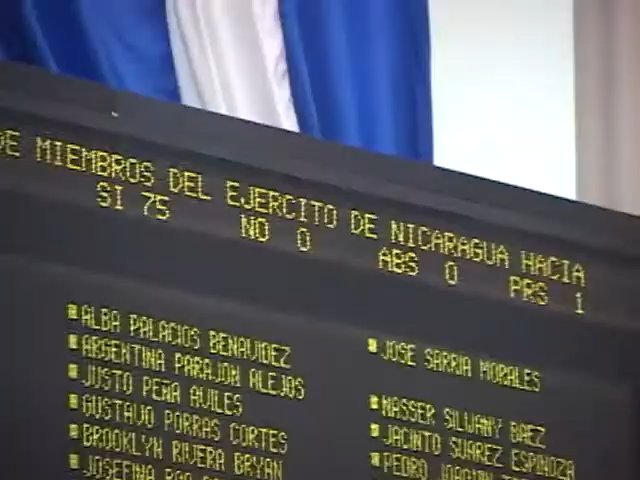 DE MIEMBROS DEL EJERCITO DE NICARAGUA HACIA
SI 75 NO 0 ABS 0 PRS 1
ALBA PALACIOS BENAVIDEZ
ARGENTINA PARAJON ALEJOS
JUSTO PEÑA AVILES
GUSTAVO PORRAS CORTES
BROOKLYN RIVERA BRYAN
JOSEFINA
JOSE SARRIA MORALES
NASSER SILWANY BAEZ
JACINTO SUAREZ ESPINOZA
PEDRO JOAQUIN